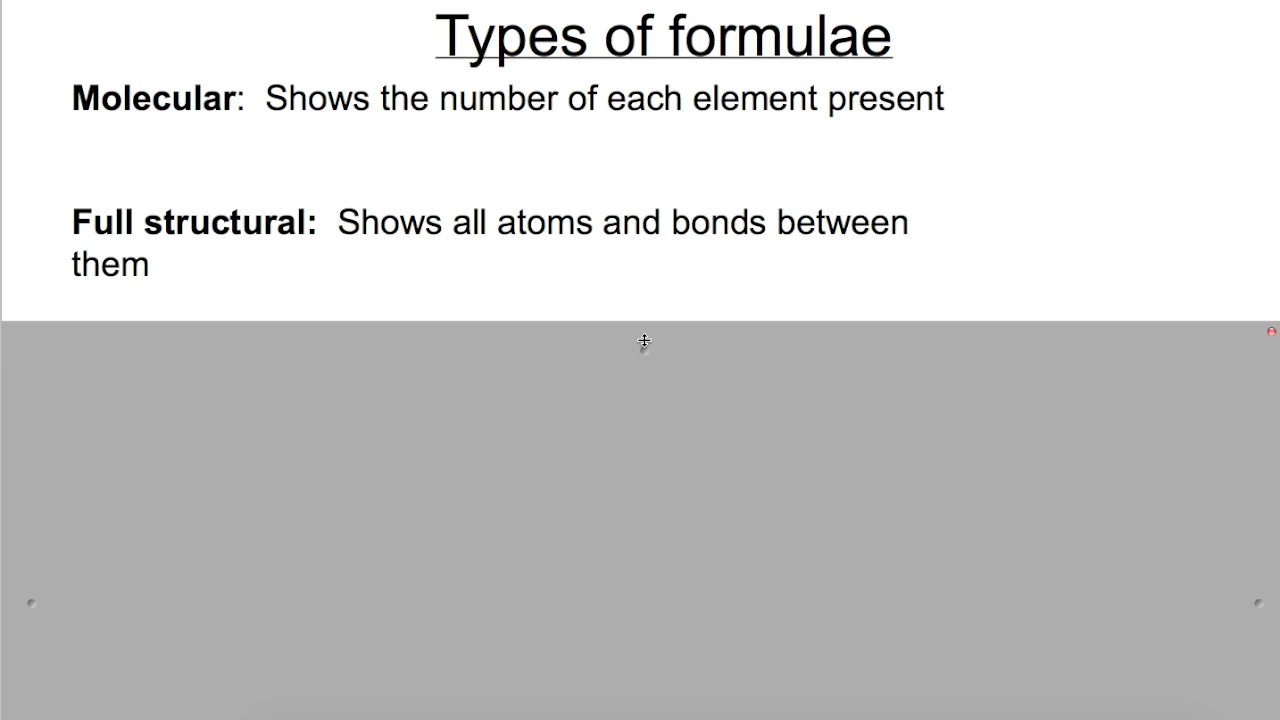 Types of formulae
Molecular:  Shows the number of each element present
Full structural:  Shows all atoms and bonds between
them